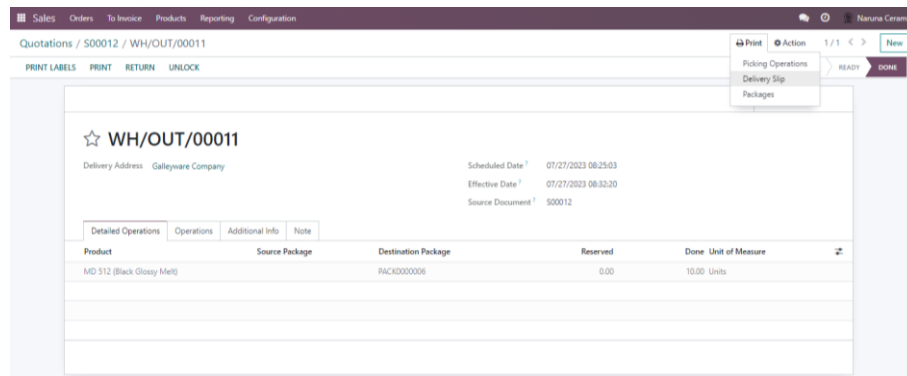 Sales Orders To Invoice Products Reporting Configuration Naruna Ceram
Quotations / S00012 / WH/OUT/00011 Print Action 1 / 1 New
PRINT LABELS PRINT RETURN UNLOCK READY DONE
Picking Operations
Delivery Slip
Packages
WH/OUT/00011
Delivery Address Galleyware Company Scheduled Date ? 07/27/2023 08:25:03
Effective Date ? 07/27/2023 08:32:20
Source Document ? S00012
Detailed Operations Operations Additional Info Note
Product Source Package Destination Package Reserved Done Unit of Measure
MD 512 (Black Glossy Melt) PACK0000006 0.00 10.00 Units